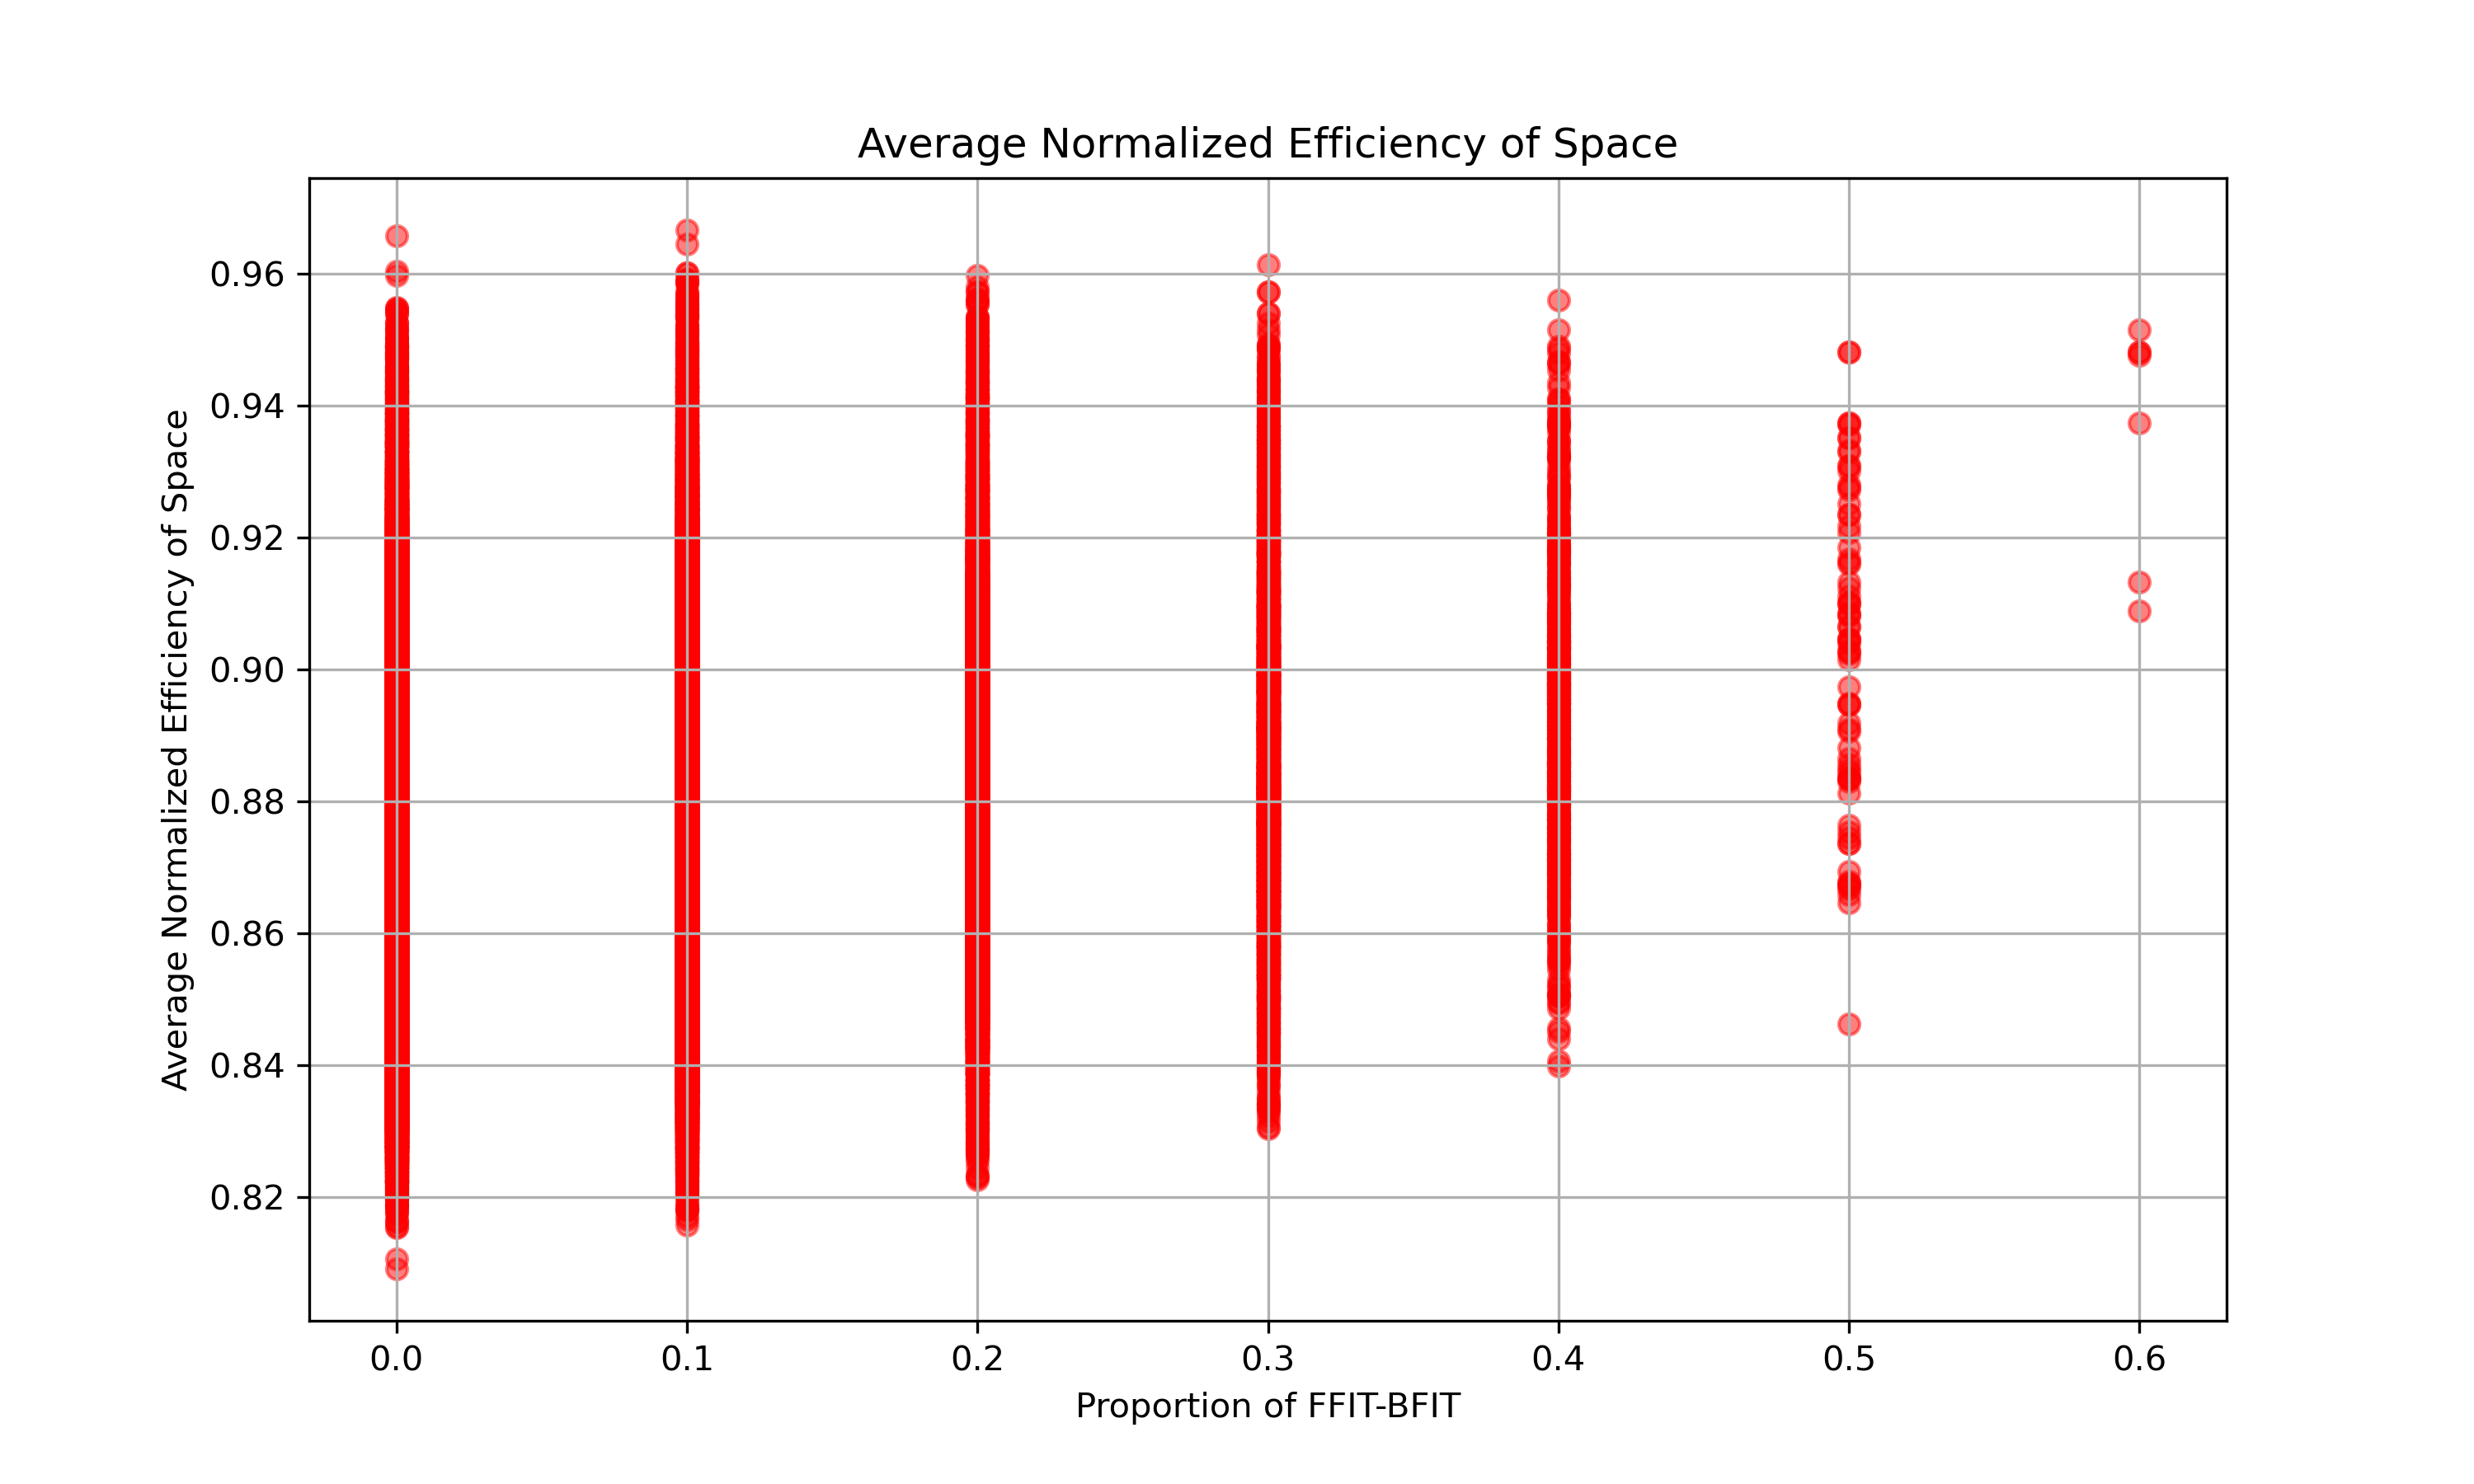 Average Normalized Efficiency of Space
Average Normalized Efficiency of Space
0.96
0.94
0.92
0.90
0.88
0.86
0.84
0.82
0.0 0.1 0.2 0.3 0.4 0.5 0.6
Proportion of FFIT-BFIT